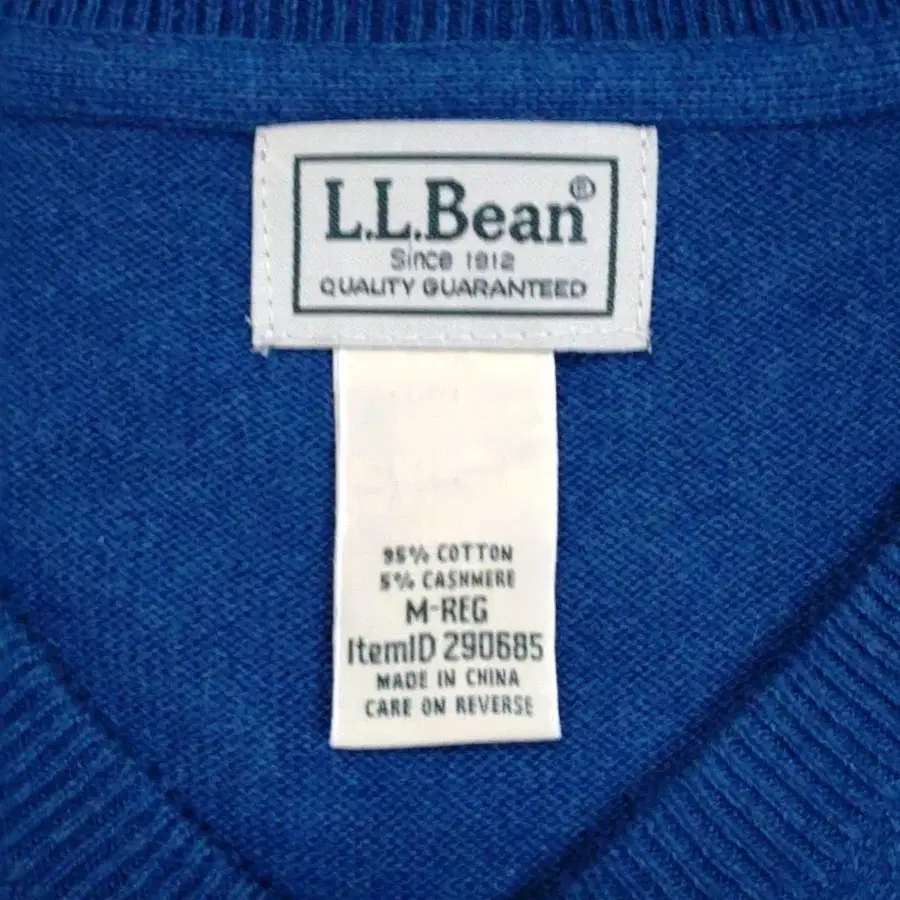 L.L.Bean®
Since 1912
QUALITY GUARANTEED
95% COTTON
5% CASHMERE
M-REG
ItemID 290685
MADE IN CHINA
CARE ON REVERSE